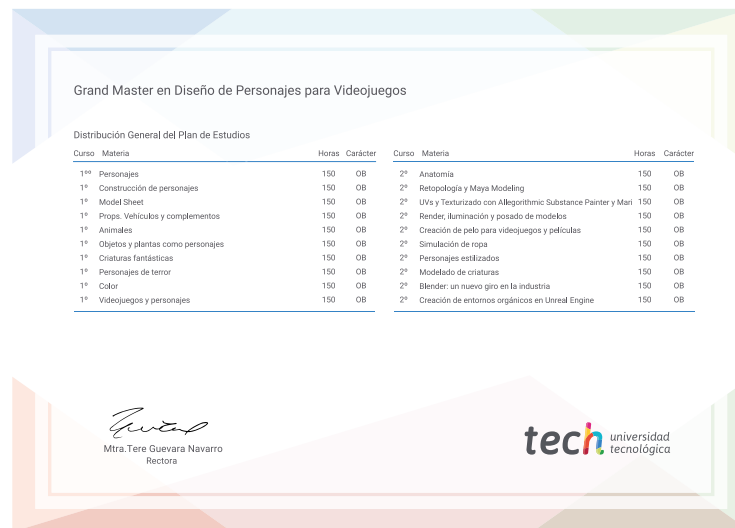 Grand Master en Diseño de Personajes para Videojuegos
Distribución General del Plan de Estudios
Curso Materia Horas Carácter
1ºº Personajes 150 OB
1º Construcción de personajes 150 OB
1º Model Sheet 150 OB
1º Props. Vehículos y complementos 150 OB
1º Animales 150 OB
1º Objetos y plantas como personajes 150 OB
1º Criaturas fantásticas 150 OB
1º Personajes de terror 150 OB
1º Color 150 OB
1º Videojuegos y personajes 150 OB
Curso Materia Horas Carácter
2º Anatomía 150 OB
2º Retopología y Maya Modeling 150 OB
2º UVs y Texturizado con Allegorithmic Substance Painter y Mari 150 OB
2º Render, iluminación y posado de modelos 150 OB
2º Creación de pelo para videojuegos y películas 150 OB
2º Simulación de ropa 150 OB
2º Personajes estilizados 150 OB
2º Modelado de criaturas 150 OB
2º Blender: un nuevo giro en la industria 150 OB
2º Creación de entornos orgánicos en Unreal Engine 150 OB
Mtra.Tere Guevara Navarro
Rectora
tech universidad
tecnológica